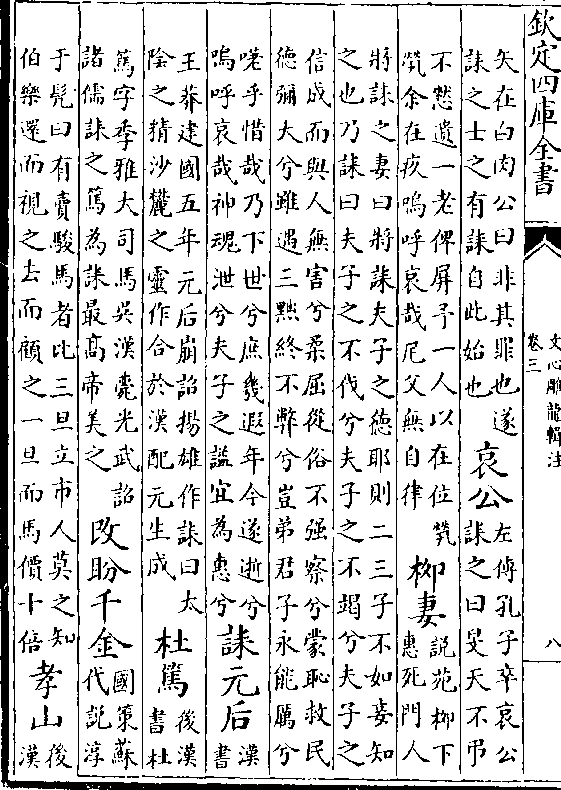 欽定四庫全書
文心雕龍輯注
卷三
八
矢在白肉公曰非其罪也遂
誄之士之有誄自此始也
哀公
左傳孔子卒哀公
誄之曰旻天不弔
不憖遺一老俾屏予一人以在位煢
煢余在疚嗚呼哀哉尼父無自律
柳妻
說苑柳下
惠死門人
將誄之妻曰將誄夫子之德耶則二三子不如妾知
之也乃誄曰夫子之不伐兮夫子之不竭兮夫子之
信成而與人無害兮柔屈從俗不强察兮蒙恥救民
德彌大兮雖遇三黜終不弊兮豈弟君子永能厲兮
嗟乎惜哉乃下世兮庶幾遐年今遂逝兮
嗚呼哀哉神魂泄兮夫子之諡宜為惠兮
誄元后
漢
書
王莽建國五年元后崩詔揚雄作誄曰太
陰之精沙麓之靈作合於漢配元生成
杜篤
後漢
書杜
篤字季雅大司馬吳漢薨光武詔
諸儒誄之篤為誄最高帝美之
改盼千金
國策蘇
代説淳
于髡曰有賣駿馬者比三旦立市人莫之知
伯樂還而視之去而顧之一旦而馬價十倍
孝山
後
漢